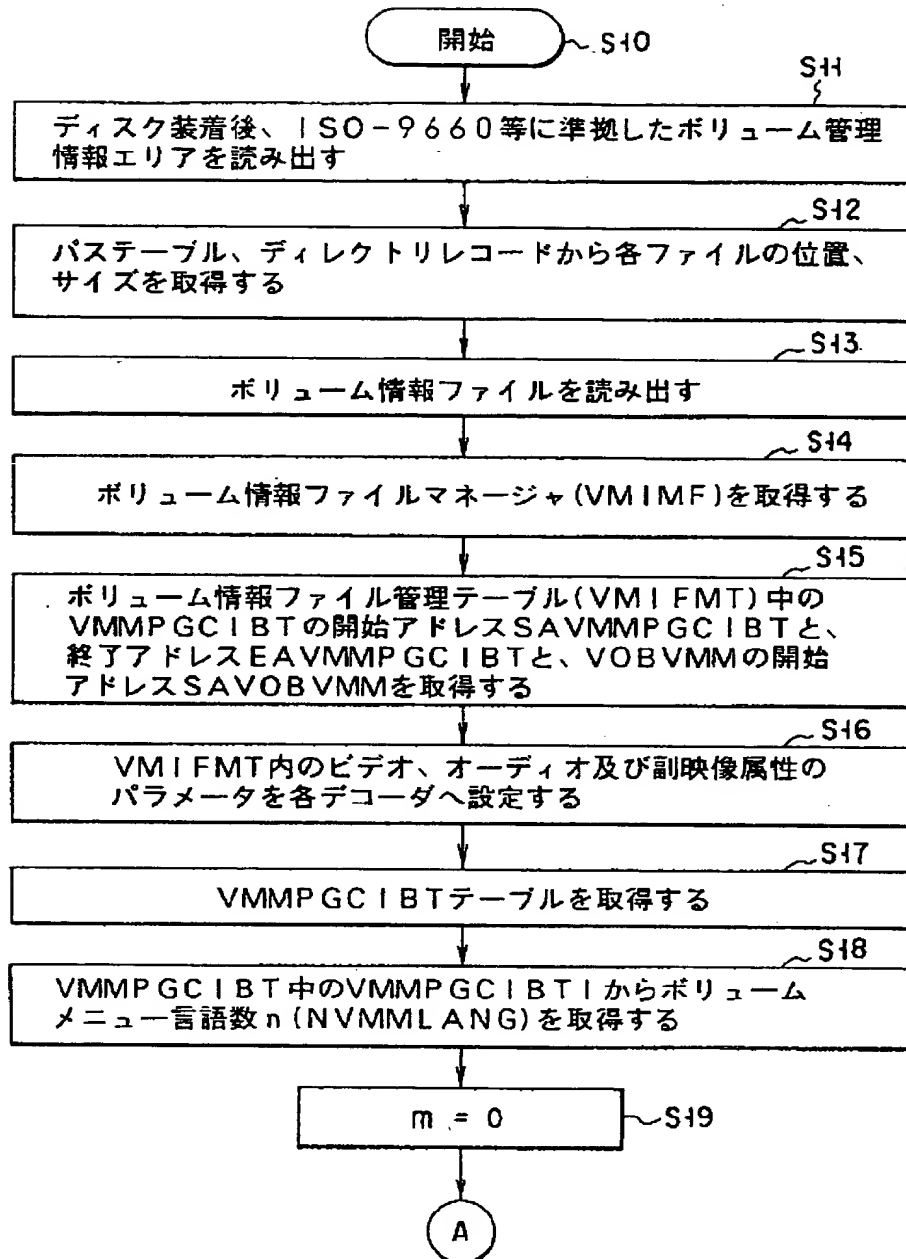 開始
S10
S11
ディスク装着後、ISO-9660等に準拠したボリューム管理
情報エリアを読み出す
S12
パステーブル、ディレクトリレコードから各ファイルの位置、
サイズを取得する
S13
ボリューム情報ファイルを読み出す
S14
ボリューム情報ファイルマネージャ(VMIMF)を取得する
S15
ボリューム情報ファイル管理テーブル(VMIFMT)中の
VMMPGCIBTの開始アドレスSAVMMPGCIBTと、
終了アドレスEAVMMPGCIBTと、VOBVMMの開始
アドレスSAVOBVMMを取得する
S16
VMIFMT内のビデオ、オーディオ及び副映像属性の
パラメータを各デコーダへ設定する
S17
VMMPGCIBTテーブルを取得する
S18
VMMPGCIBT中のVMMPGCIBTIからボリューム
メニュー言語数n(NVMMLANG)を取得する
m = 0
S19
A